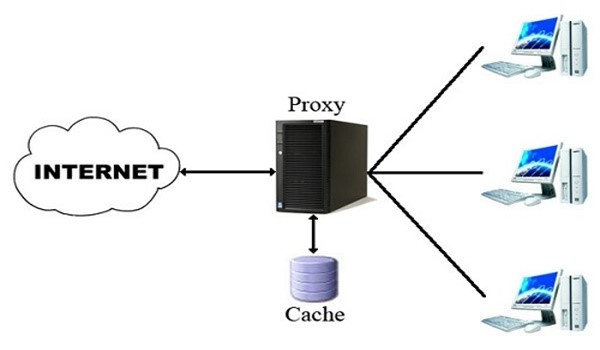 Proxy
INTERNET
Cache